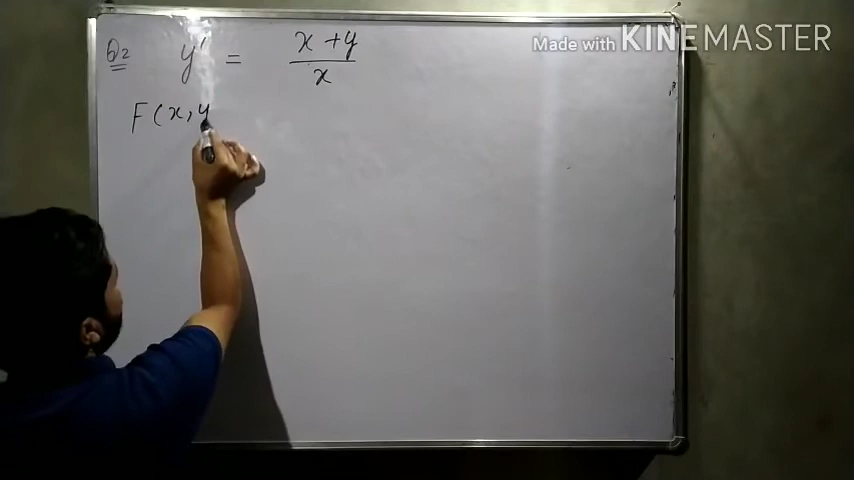 Q2 y' = x + y / x
Made with KINEMASTER
F(x, y